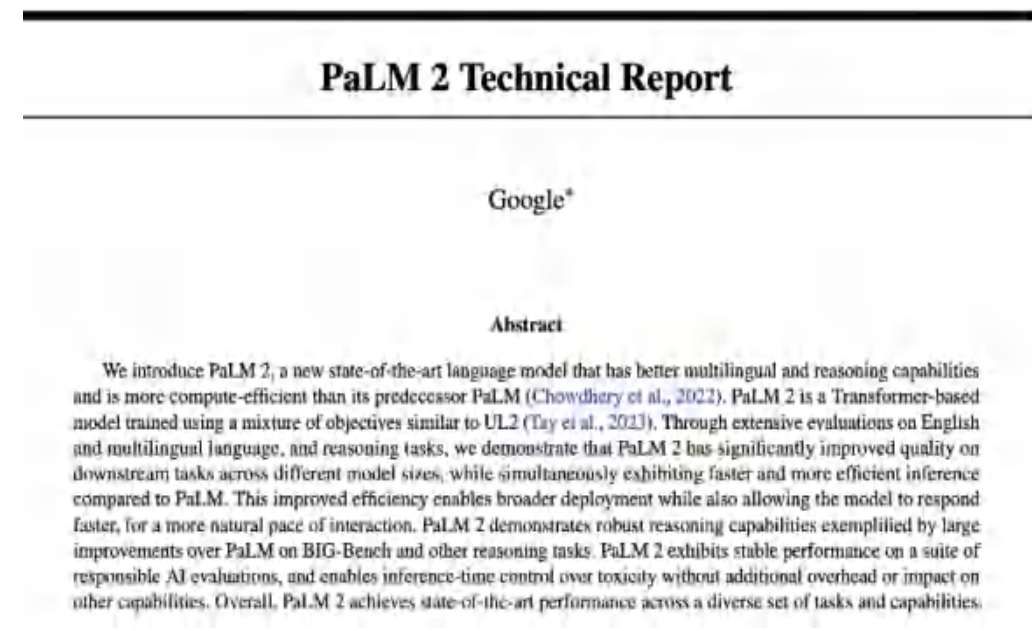 PaLM 2 Technical Report
Google*
Abstract
We introduce PaLM 2, a new state-of-the-art language model that has better multilingual and reasoning capabilities
and is more compute-efficient than its predecessor PaLM (Chowdhery et al., 2022). PaLM 2 is a Transformer-based
model trained using a mixture of objectives similar to UL2 (Tay et al., 2023). Through extensive evaluations on English
and multilingual language, and reasoning tasks, we demonstrate that PaLM 2 has significantly improved quality on
downstream tasks across different model sizes, while simultaneously exhibiting faster and more efficient inference
compared to PaLM. This improved efficiency enables broader deployment while also allowing the model to respond
faster, for a more natural pace of interaction. PaLM 2 demonstrates robust reasoning capabilities exemplified by large
improvements over PaLM on BIG-Bench and other reasoning tasks. PaLM 2 exhibits stable performance on a suite of
responsible AI evaluations, and enables inference-time control over toxicity without additional overhead or impact on
other capabilities. Overall, PaLM 2 achieves state-of-the-art performance across a diverse set of tasks and capabilities.